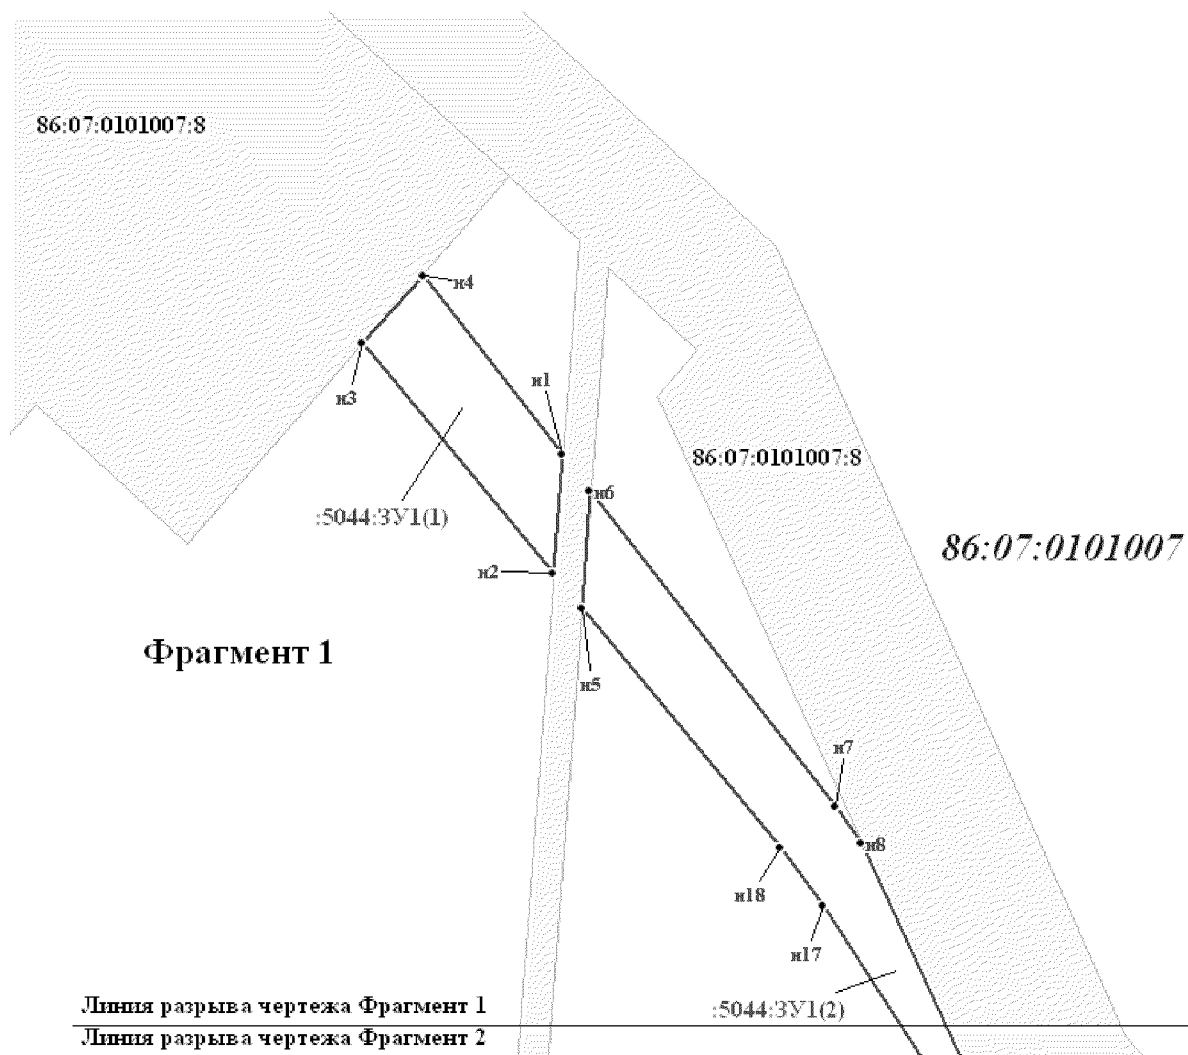 86:07:0101007:8
н4
н1
н3
86:07:0101007:8
н6
:5044:ЗУ1(1)
86:07:0101007
н2
Фрагмент 1
н5
н7
н8
н18
н17
Линия разрыва чертежа Фрагмент 1
:5044:ЗУ1(2)
Линия разрыва чертежа Фрагмент 2